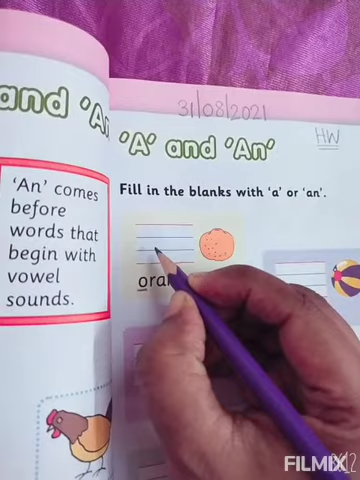 and 'An
31/08/2021
HW
'A' and 'An'
Fill in the blanks with 'a' or 'an'.
'An' comes
before
words that
begin with
vowel
sounds.
FILMIX